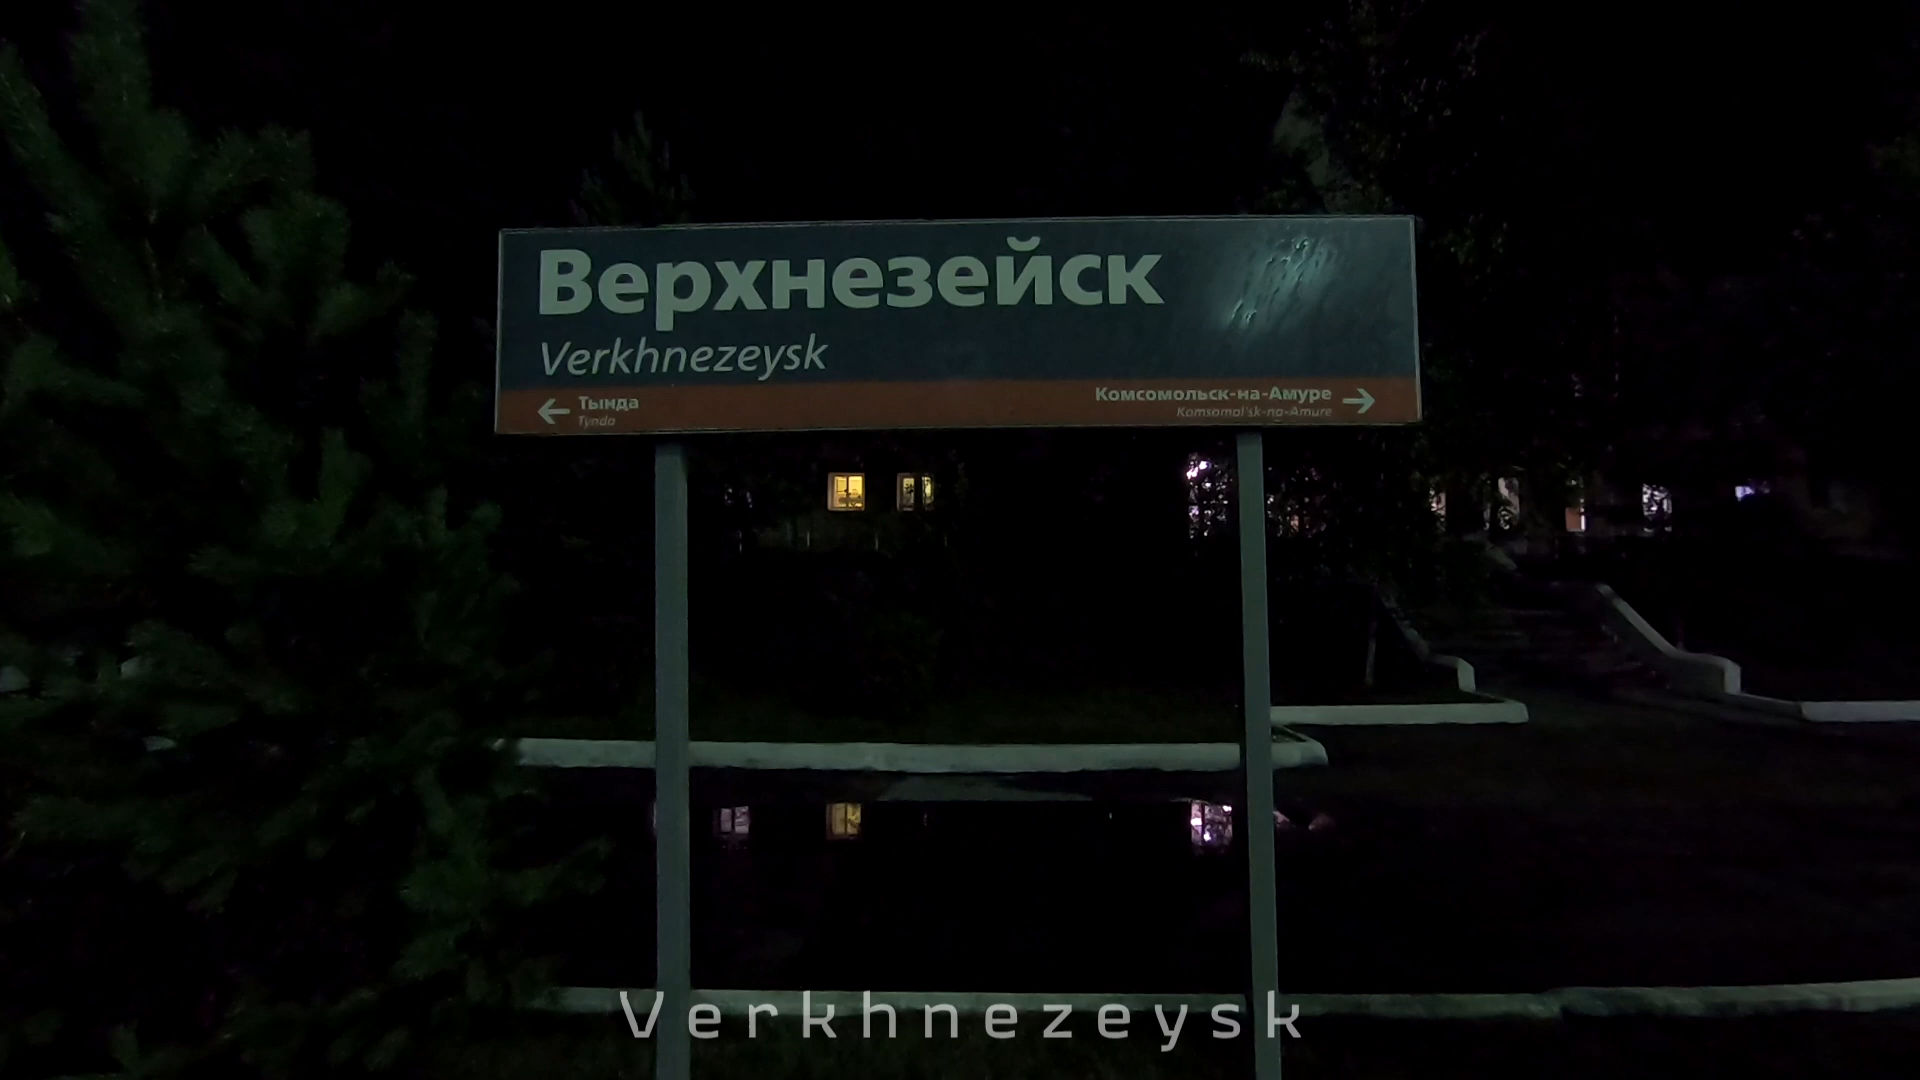 Верхнезейск
Verkhnezeysk
← Тында
Tynda
Комсомольск-на-Амуре →
Komsomol'sk-na-Amure
Verkhnezeysk